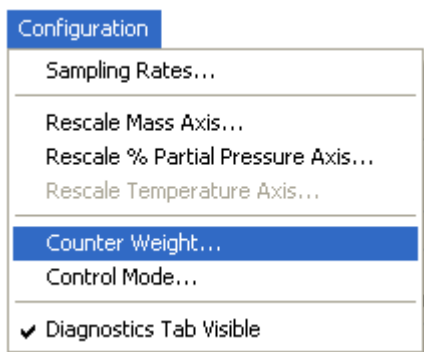 Configuration
Sampling Rates...
Rescale Mass Axis...
Rescale % Partial Pressure Axis...
Rescale Temperature Axis...
Counter Weight...
Control Mode...
Diagnostics Tab Visible